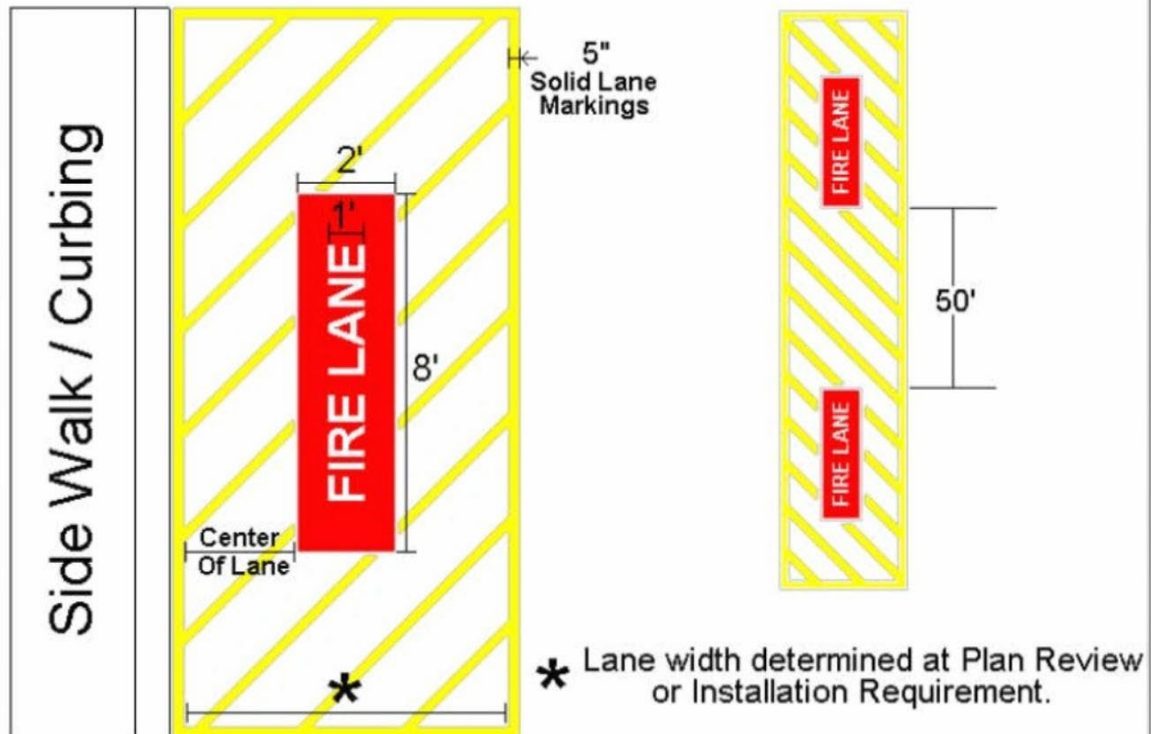 Side Walk / Curbing
5"
Solid Lane
Markings
2'
1'
FIRE LANE
8'
Center
Of Lane
*
FIRE LANE
50'
FIRE LANE
* Lane width determined at Plan Review
or Installation Requirement.